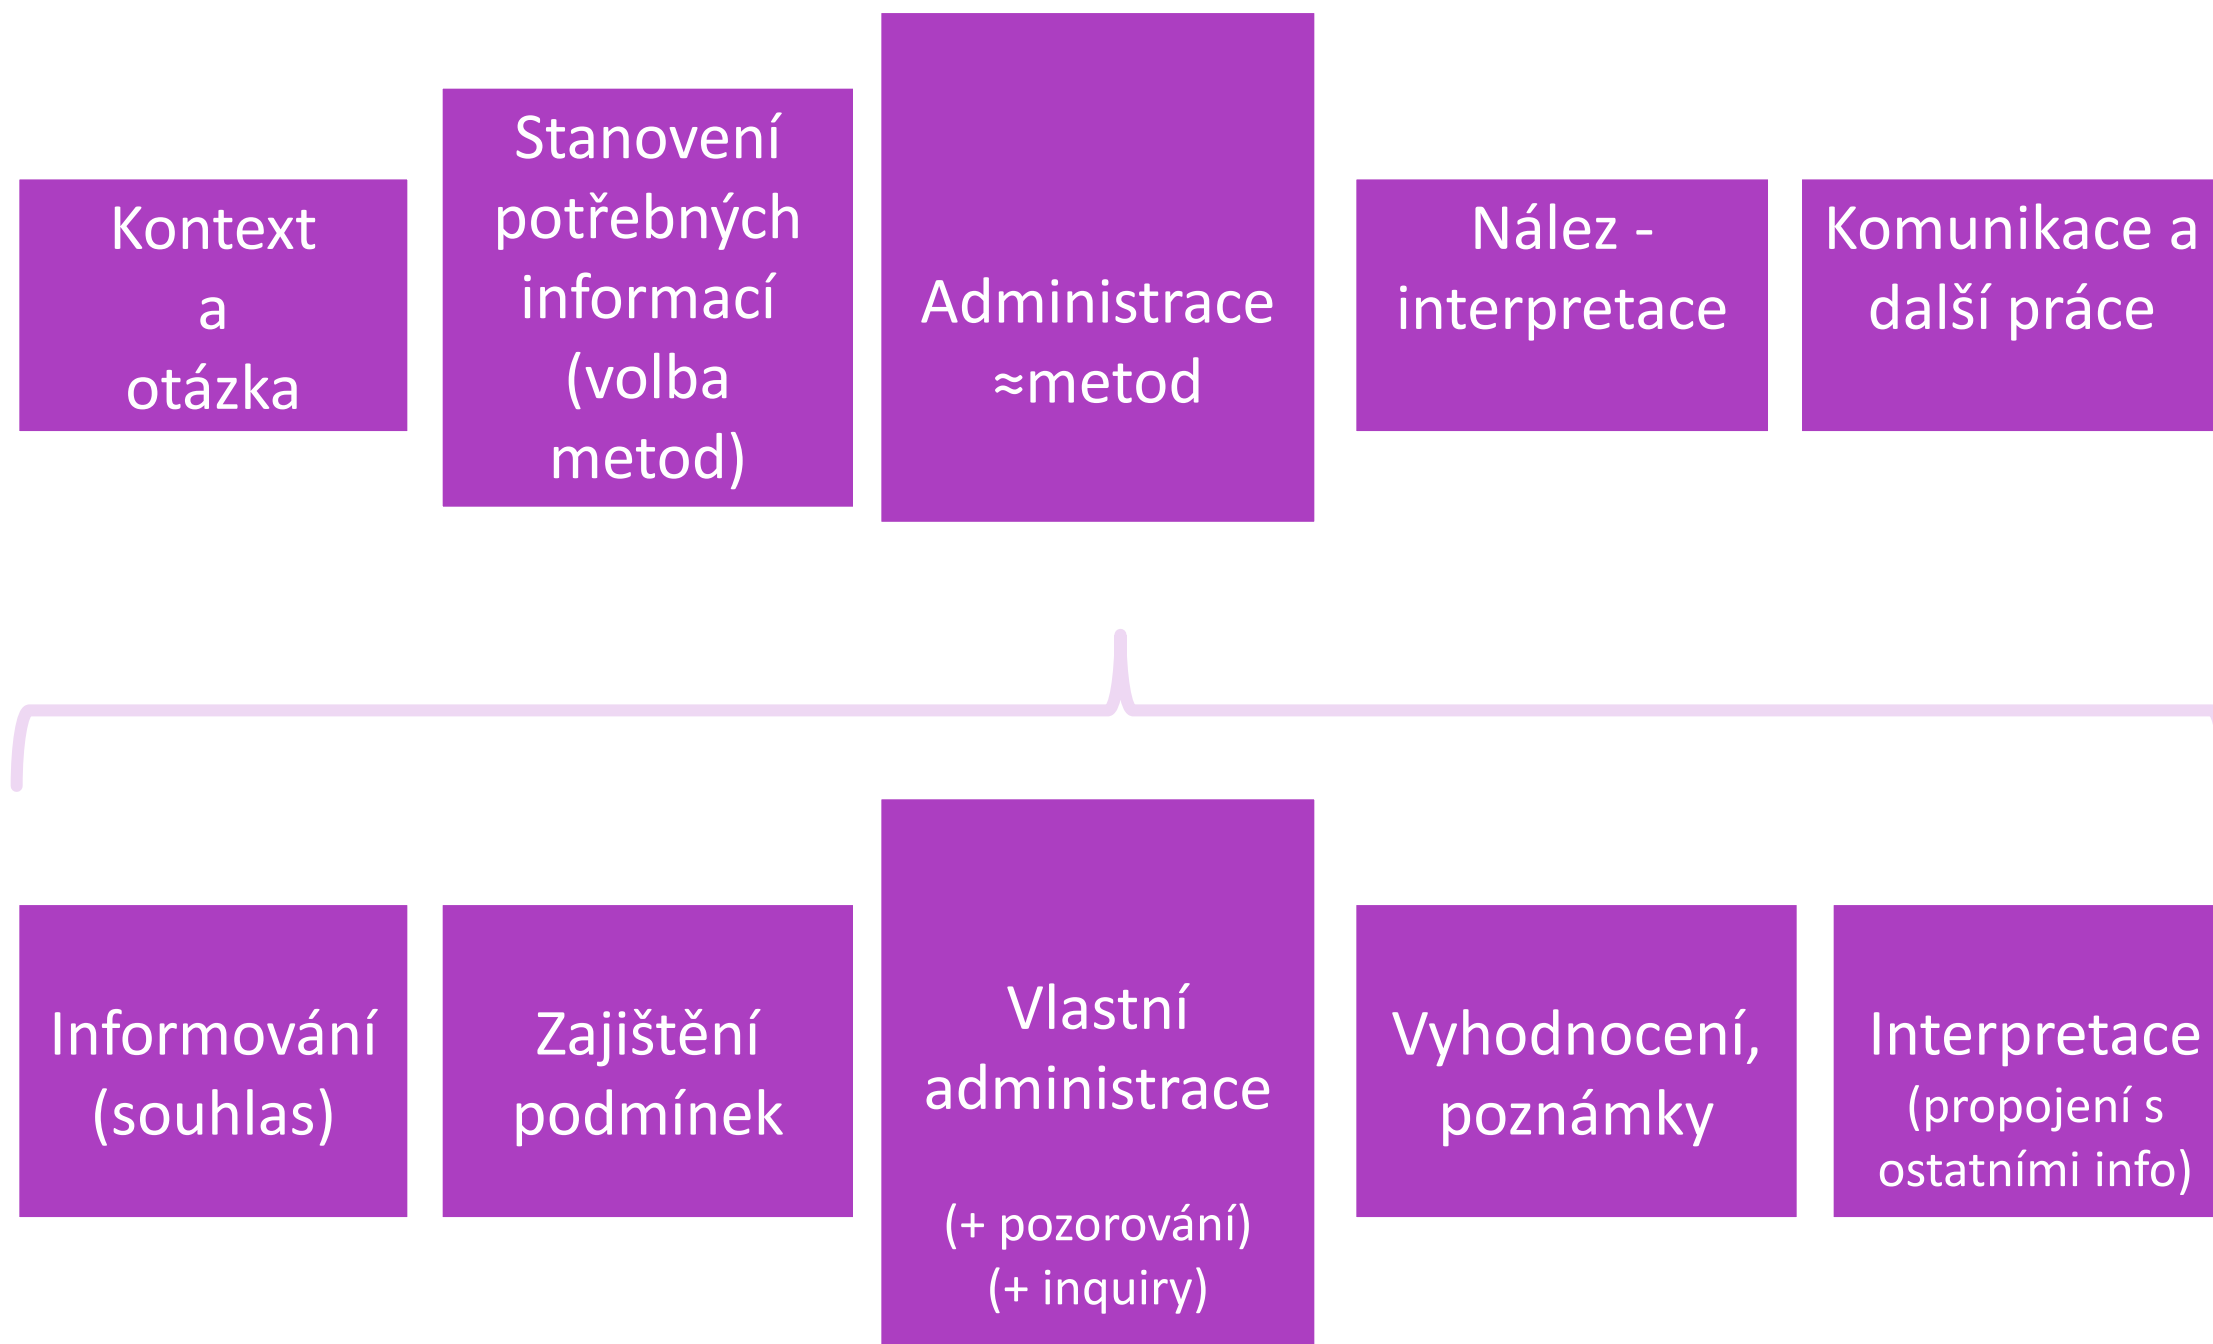 Kontext
a
otázka
Stanovení
potřebných
informací
(volba
metod)
Administrace
≈metod
Nález -
interpretace
Komunikace a
další práce
Informování
(souhlas)
Zajištění
podmínek
Vlastní
administrace
(+ pozorování)
(+ inquiry)
Vyhodnocení,
poznámky
Interpretace
(propojení s
ostatními info)